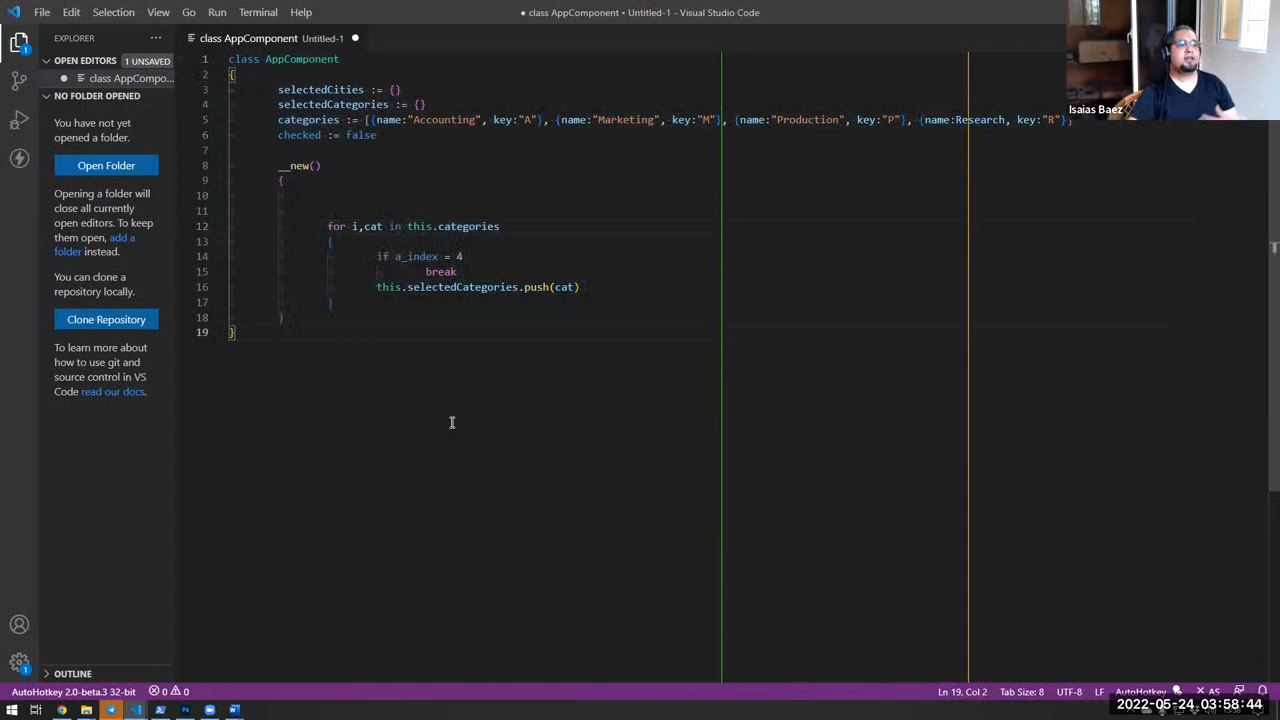 File Edit Selection View Go Run Terminal Help
● class AppComponent • Untitled-1 - Visual Studio Code
EXPLORER
class AppComponent Untitled-1
OPEN EDITORS 1 UNSAVED
class AppCompo...
NO FOLDER OPENED
You have not yet
opened a folder.
Open Folder
Opening a folder will
close all currently
open editors. To keep
them open, add a
folder instead.
You can clone a
repository locally.
Clone Repository
To learn more about
how to use git and
source control in VS
Code read our docs.
OUTLINE
1 class AppComponent
2 {
3 selectedCities := {}
4 selectedCategories := {}
5 categories := [{name:"Accounting", key:"A"}, {name:"Marketing", key:"M"}, {name:"Production", key:"P"}, {name:Research, key:"R"}]
6 checked := false
7
8 __new()
9 {
10
11
12 for i,cat in this.categories
13 {
14 if a_index = 4
15 break
16 this.selectedCategories.push(cat)
17 }
18 }
19 }
Isaias Baez
AutoHotkey 2.0-beta.3 32-bit 0 0
Ln 19, Col 2 Tab Size: 8 UTF-8 LF AutoHotkey AS
2022-05-24 03:58:44